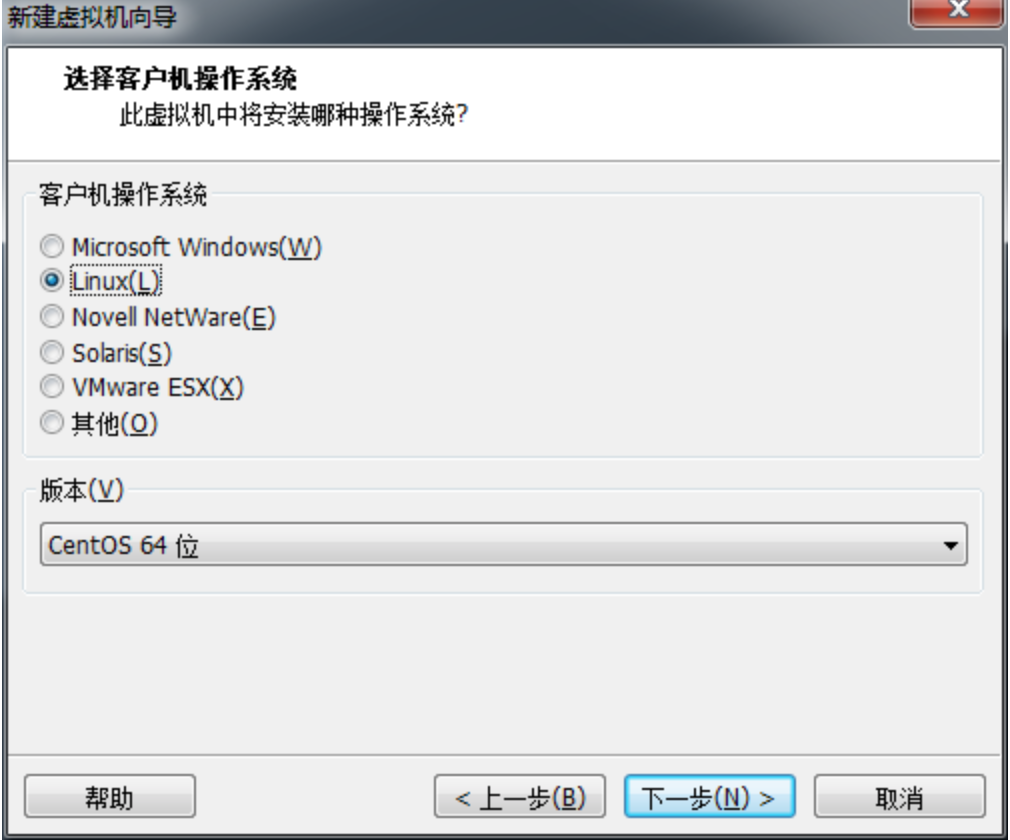 新建虚拟机向导
选择客户机操作系统
此虚拟机中将安装哪种操作系统?
客户机操作系统
Microsoft Windows(W)
Linux(L)
Novell NetWare(E)
Solaris(S)
VMware ESX(X)
其他(O)
版本(V)
CentOS 64 位
帮助
< 上一步(B)
下一步(N) >
取消